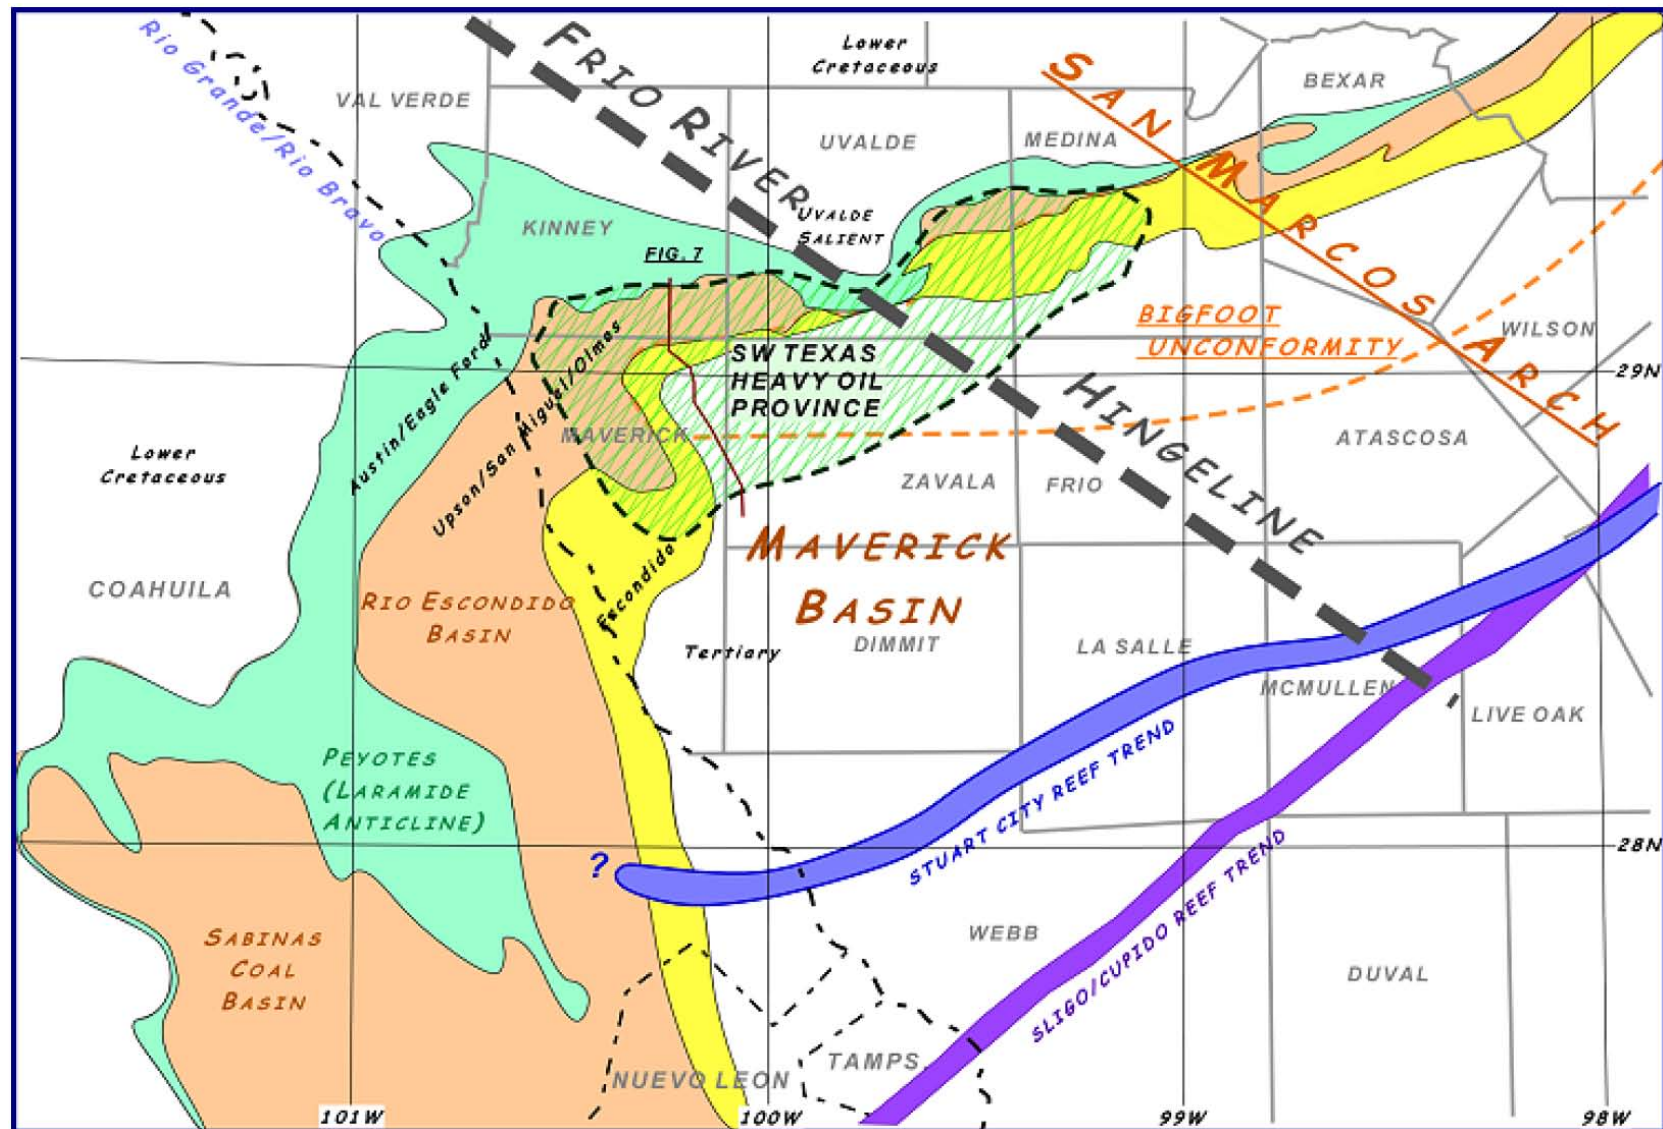 Rio Grande/Rio Bravo
FRIO RIVER
HINGELINE
Lower
Cretaceous
SAN MARCOS ARCH
BEXAR
VAL VERDE
UVALDE
MEDINA
KINNEY
UVALDE
SALIENT
FIG. 7
BIGFOOT
UNCONFORMITY
WILSON
SW TEXAS
HEAVY OIL
PROVINCE
29N
Austin/Eagle Ford
Upson/San Miguel/Olmos
MAVERICK
ATASCOSA
Lower
Cretaceous
ZAVALA
FRIO
MAVERICK
BASIN
COAHUILA
RIO ESCONDIDO
BASIN
Escondido
Tertiary
DIMMIT
LA SALLE
MCMULLEN
LIVE OAK
PEYOTES
(LARAMIDE
ANTICLINE)
STUART CITY REEF TREND
28N
?
SLIGO/CUPIDO REEF TREND
SABINAS
COAL
BASIN
WEBB
DUVAL
NUEVO LEON
TAMPS.
101W
100W
99W
98W